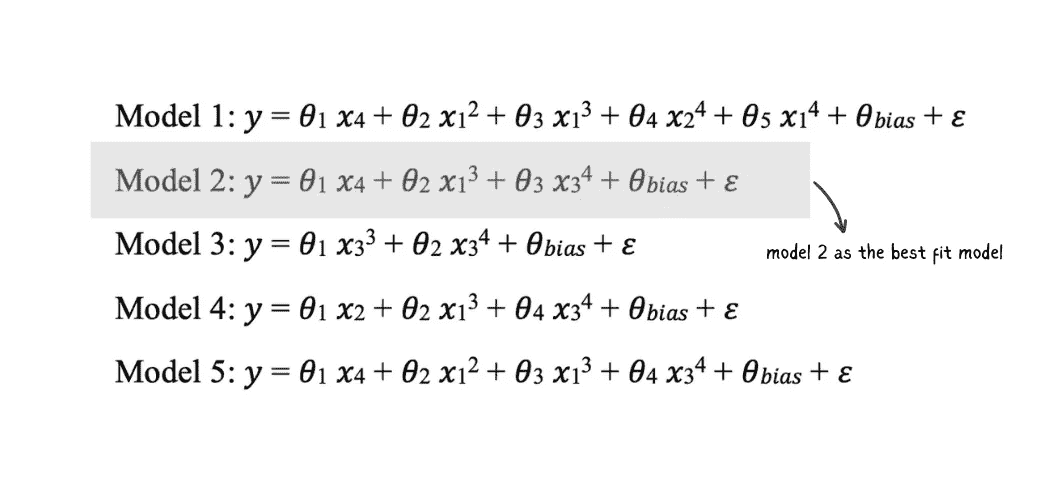 Model 1: y = θ₁ x₄ + θ₂ x₁² + θ₃ x₁³ + θ₄ x₂⁴ + θ₅ x₁⁴ + θbias + ε
Model 2: y = θ₁ x₄ + θ₂ x₁³ + θ₃ x₃⁴ + θbias + ε
Model 3: y = θ₁ x₃³ + θ₂ x₃⁴ + θbias + ε
model 2 as the best fit model
Model 4: y = θ₁ x₂ + θ₂ x₁³ + θ₄ x₃⁴ + θbias + ε
Model 5: y = θ₁ x₄ + θ₂ x₁² + θ₃ x₁³ + θ₄ x₃⁴ + θbias + ε